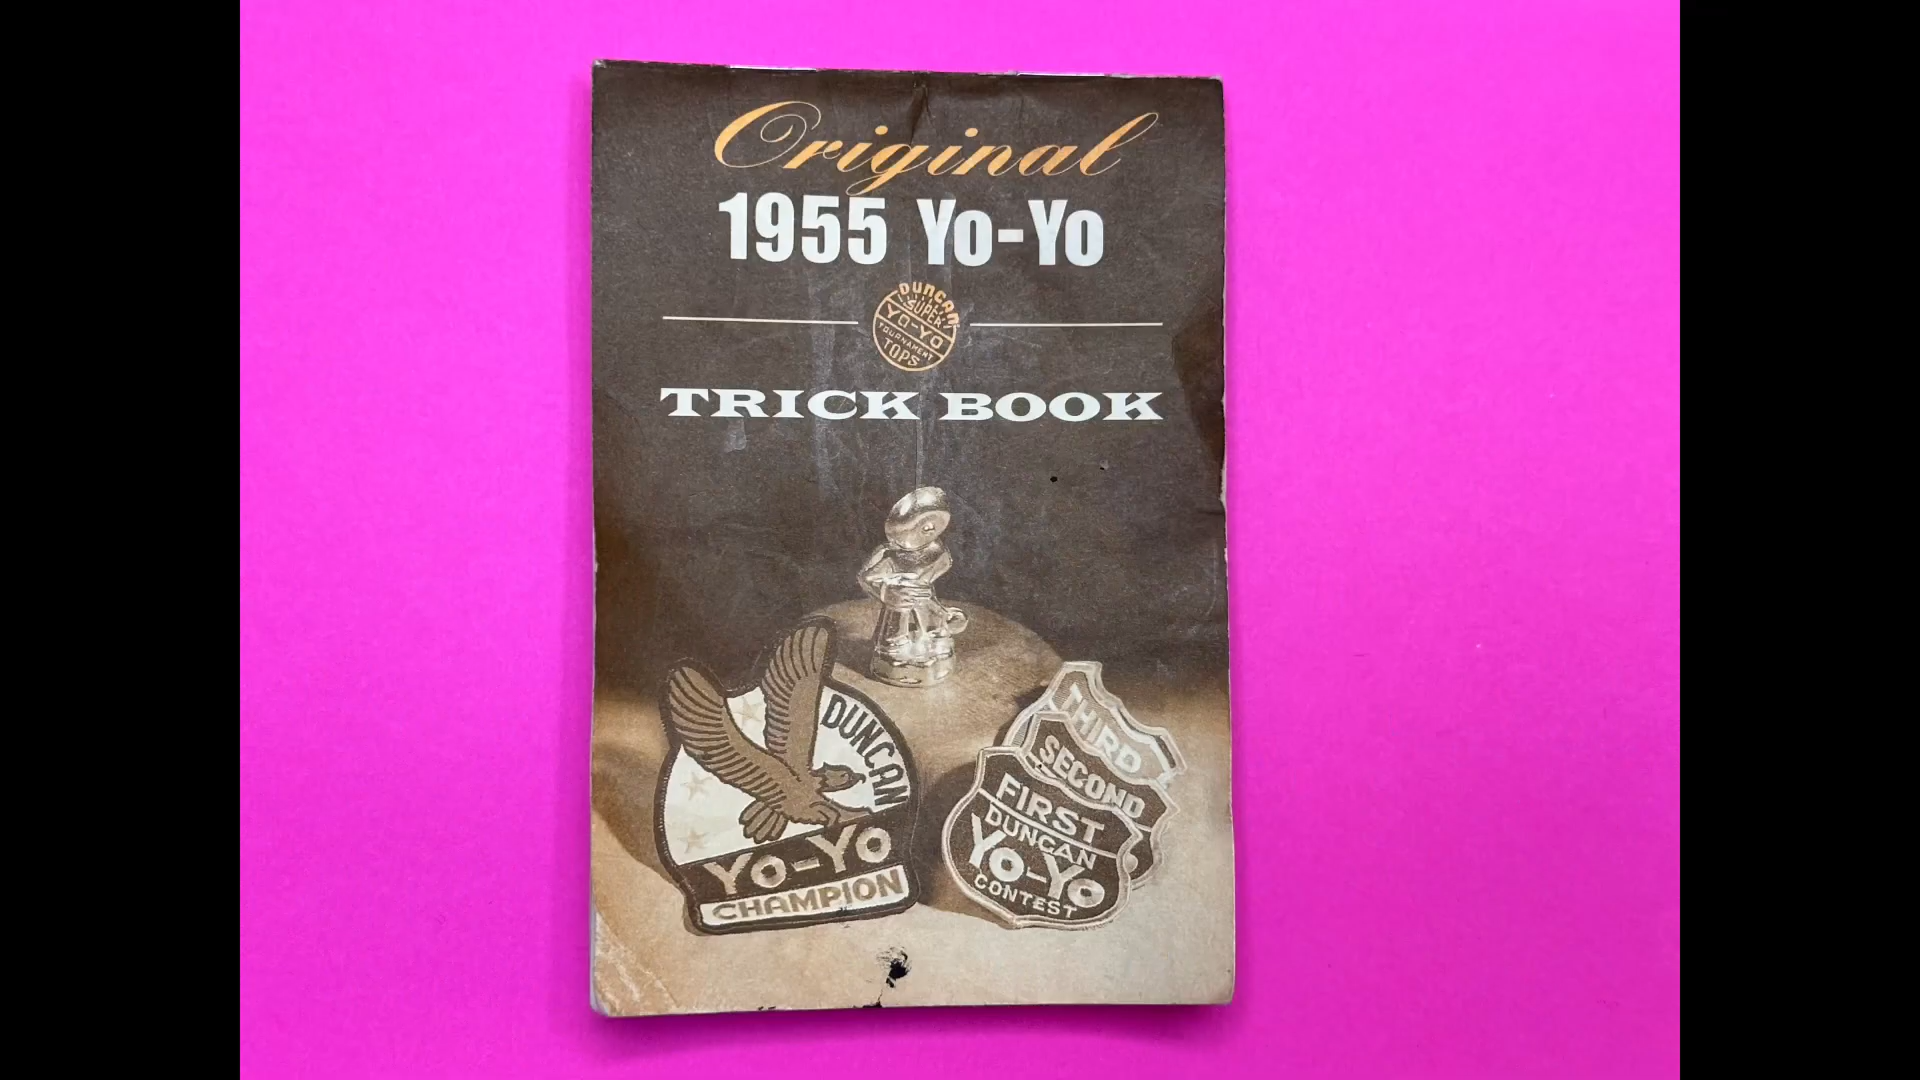 Original
1955 Yo-Yo
DUNCAN
SUPER
YO-YO
TOURNAMENT
TOPS
TRICK BOOK
DUNCAN
YO-YO
CHAMPION
THIRD
SECOND
FIRST
DUNCAN
YO-YO
CONTEST